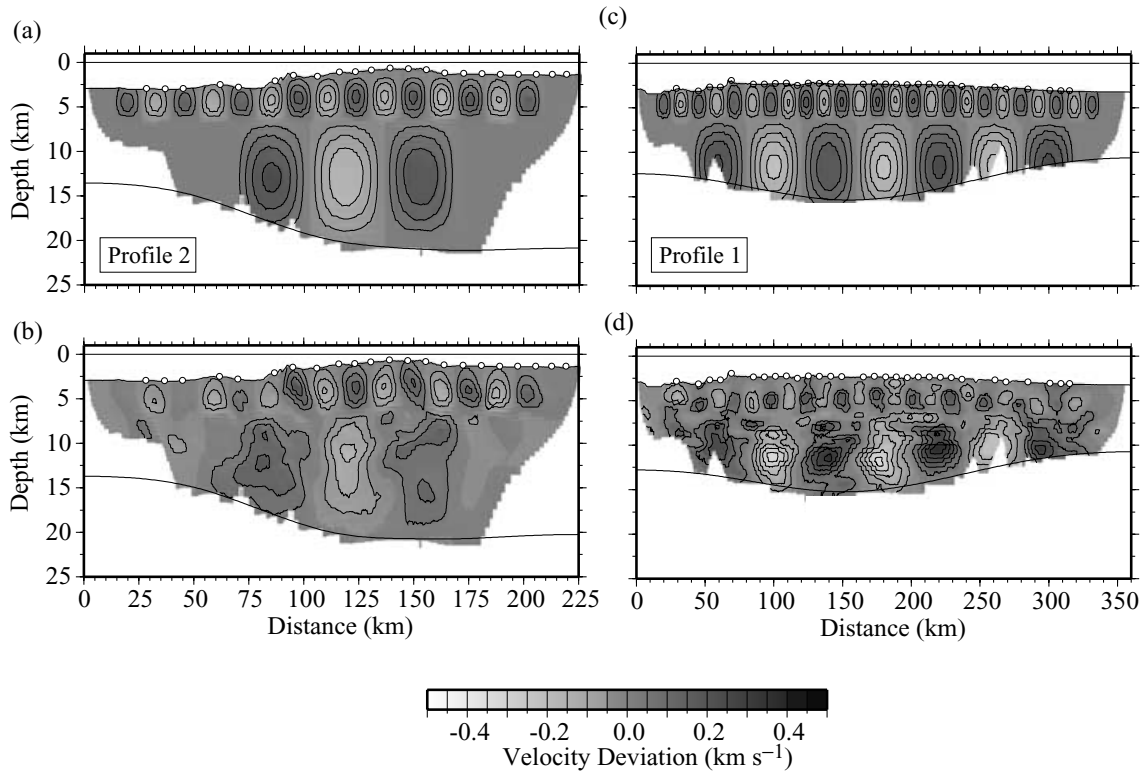 (a)
(c)
0
5
10
15
20
25
Depth (km)
Profile 2
Profile 1
(b)
(d)
0
5
10
15
20
25
Depth (km)
0 25 50 75 100 125 150 175 200 225
Distance (km)
0 50 100 150 200 250 300 350
Distance (km)
-0.4 -0.2 0.0 0.2 0.4
Velocity Deviation (km s⁻¹)